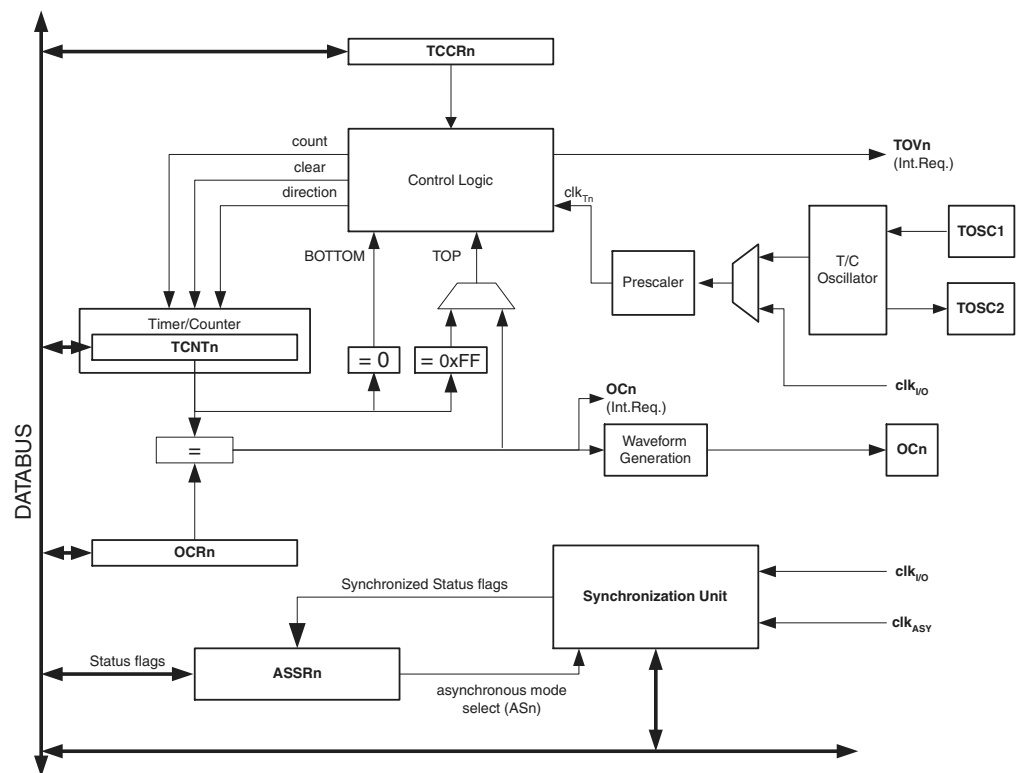 TCCRn
count
clear
direction
Control Logic
TOVn
(Int.Req.)
clkTn
BOTTOM
TOP
TOSC1
T/C
Oscillator
Prescaler
TOSC2
Timer/Counter
TCNTn
= 0
= 0xFF
clkI/O
OCn
(Int.Req.)
=
Waveform
Generation
OCn
DATABUS
OCRn
Synchronized Status flags
Synchronization Unit
clkI/O
clkASY
Status flags
ASSRn
asynchronous mode
select (ASn)